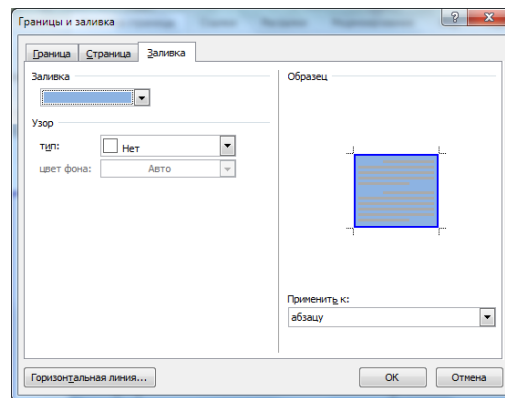 Границы и заливка
Граница Страница Заливка
Заливка
Узор
тип: Нет
цвет фона: Авто
Образец
Применить к:
абзацу
Горизонтальная линия... ОК Отмена